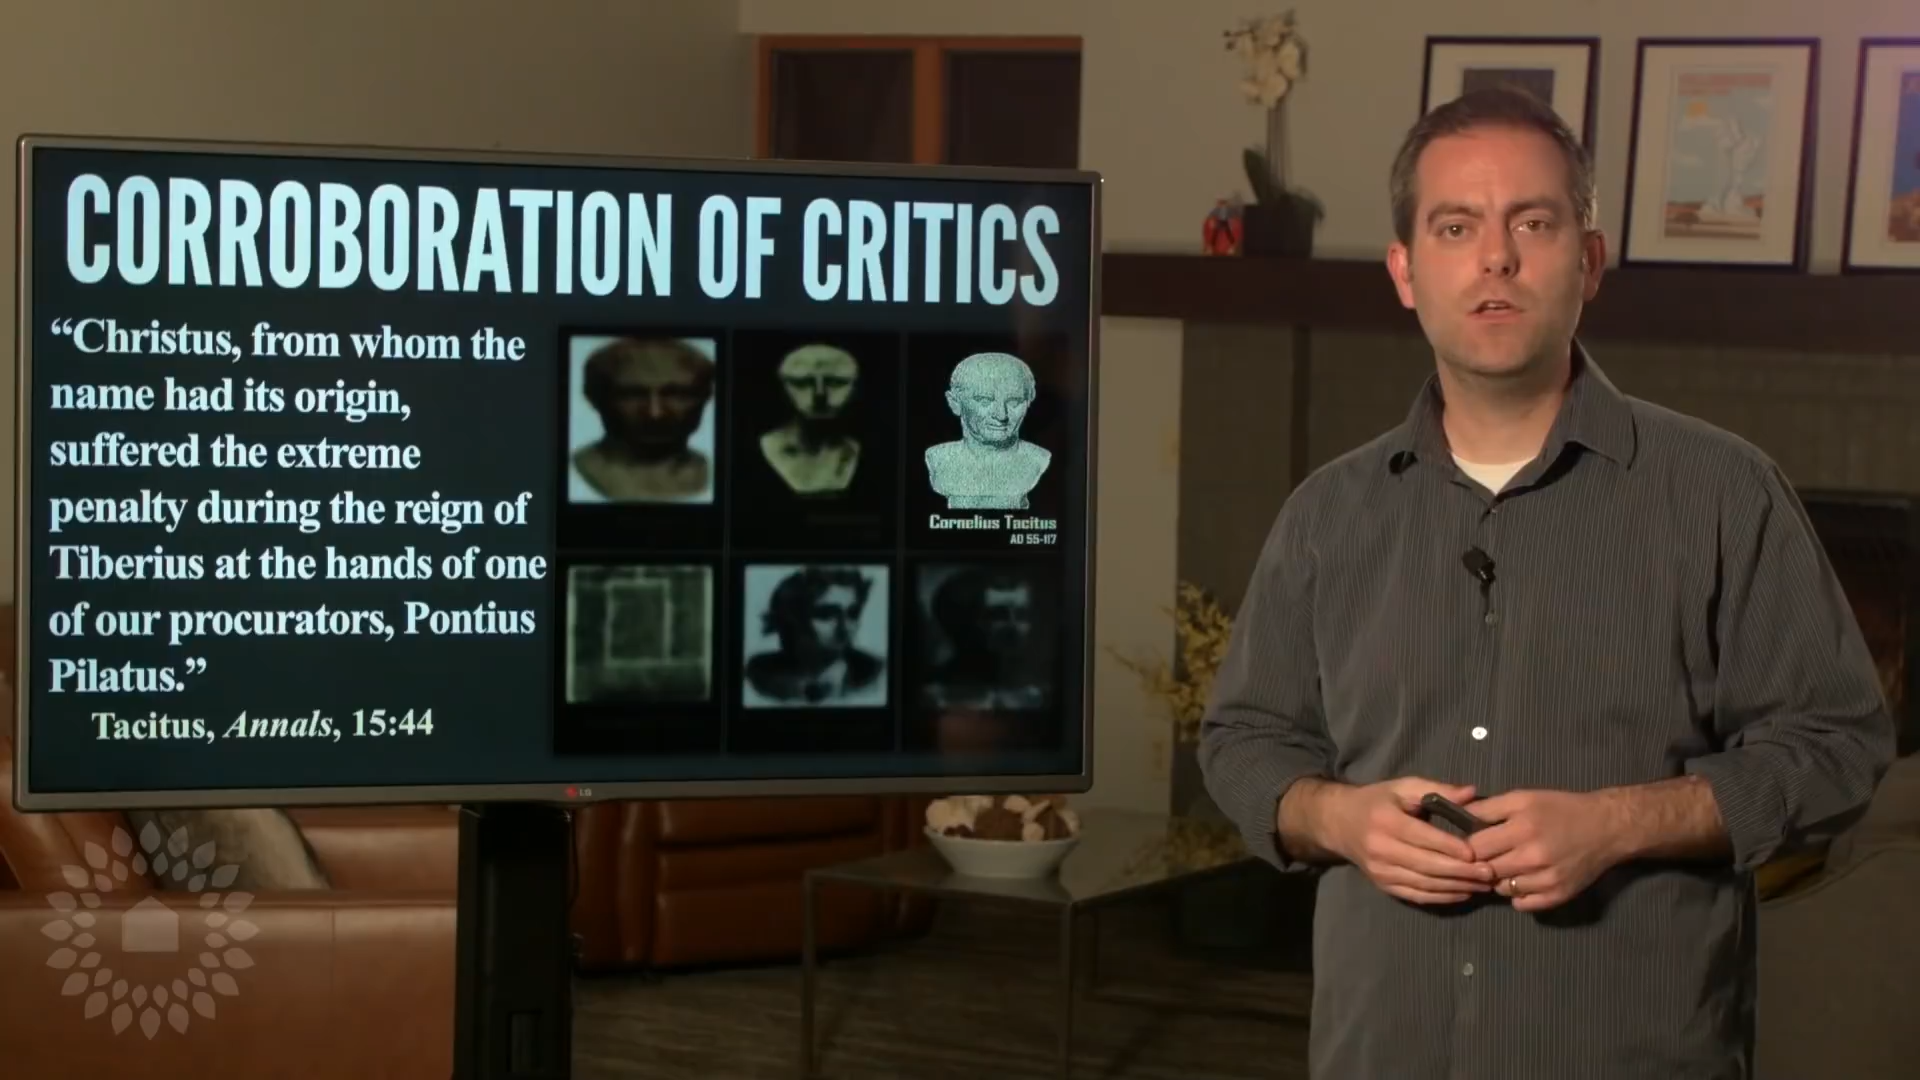 CORROBORATION OF CRITICS
“Christus, from whom the
name had its origin,
suffered the extreme
penalty during the reign of
Tiberius at the hands of one
of our procurators, Pontius
Pilatus.”
Tacitus, Annals, 15:44
Cornelius Tacitus
AD 55-117
LG